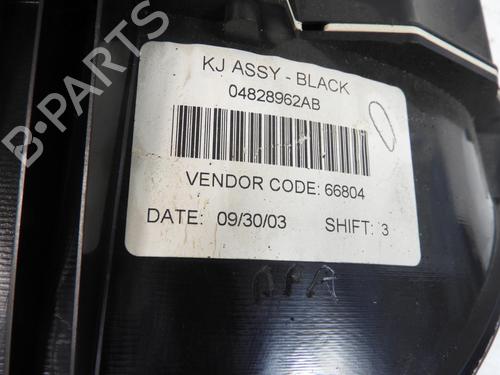 KJ ASSY - BLACK
04828962AB
VENDOR CODE: 66804
DATE: 09/30/03 SHIFT: 3
B-PARTS